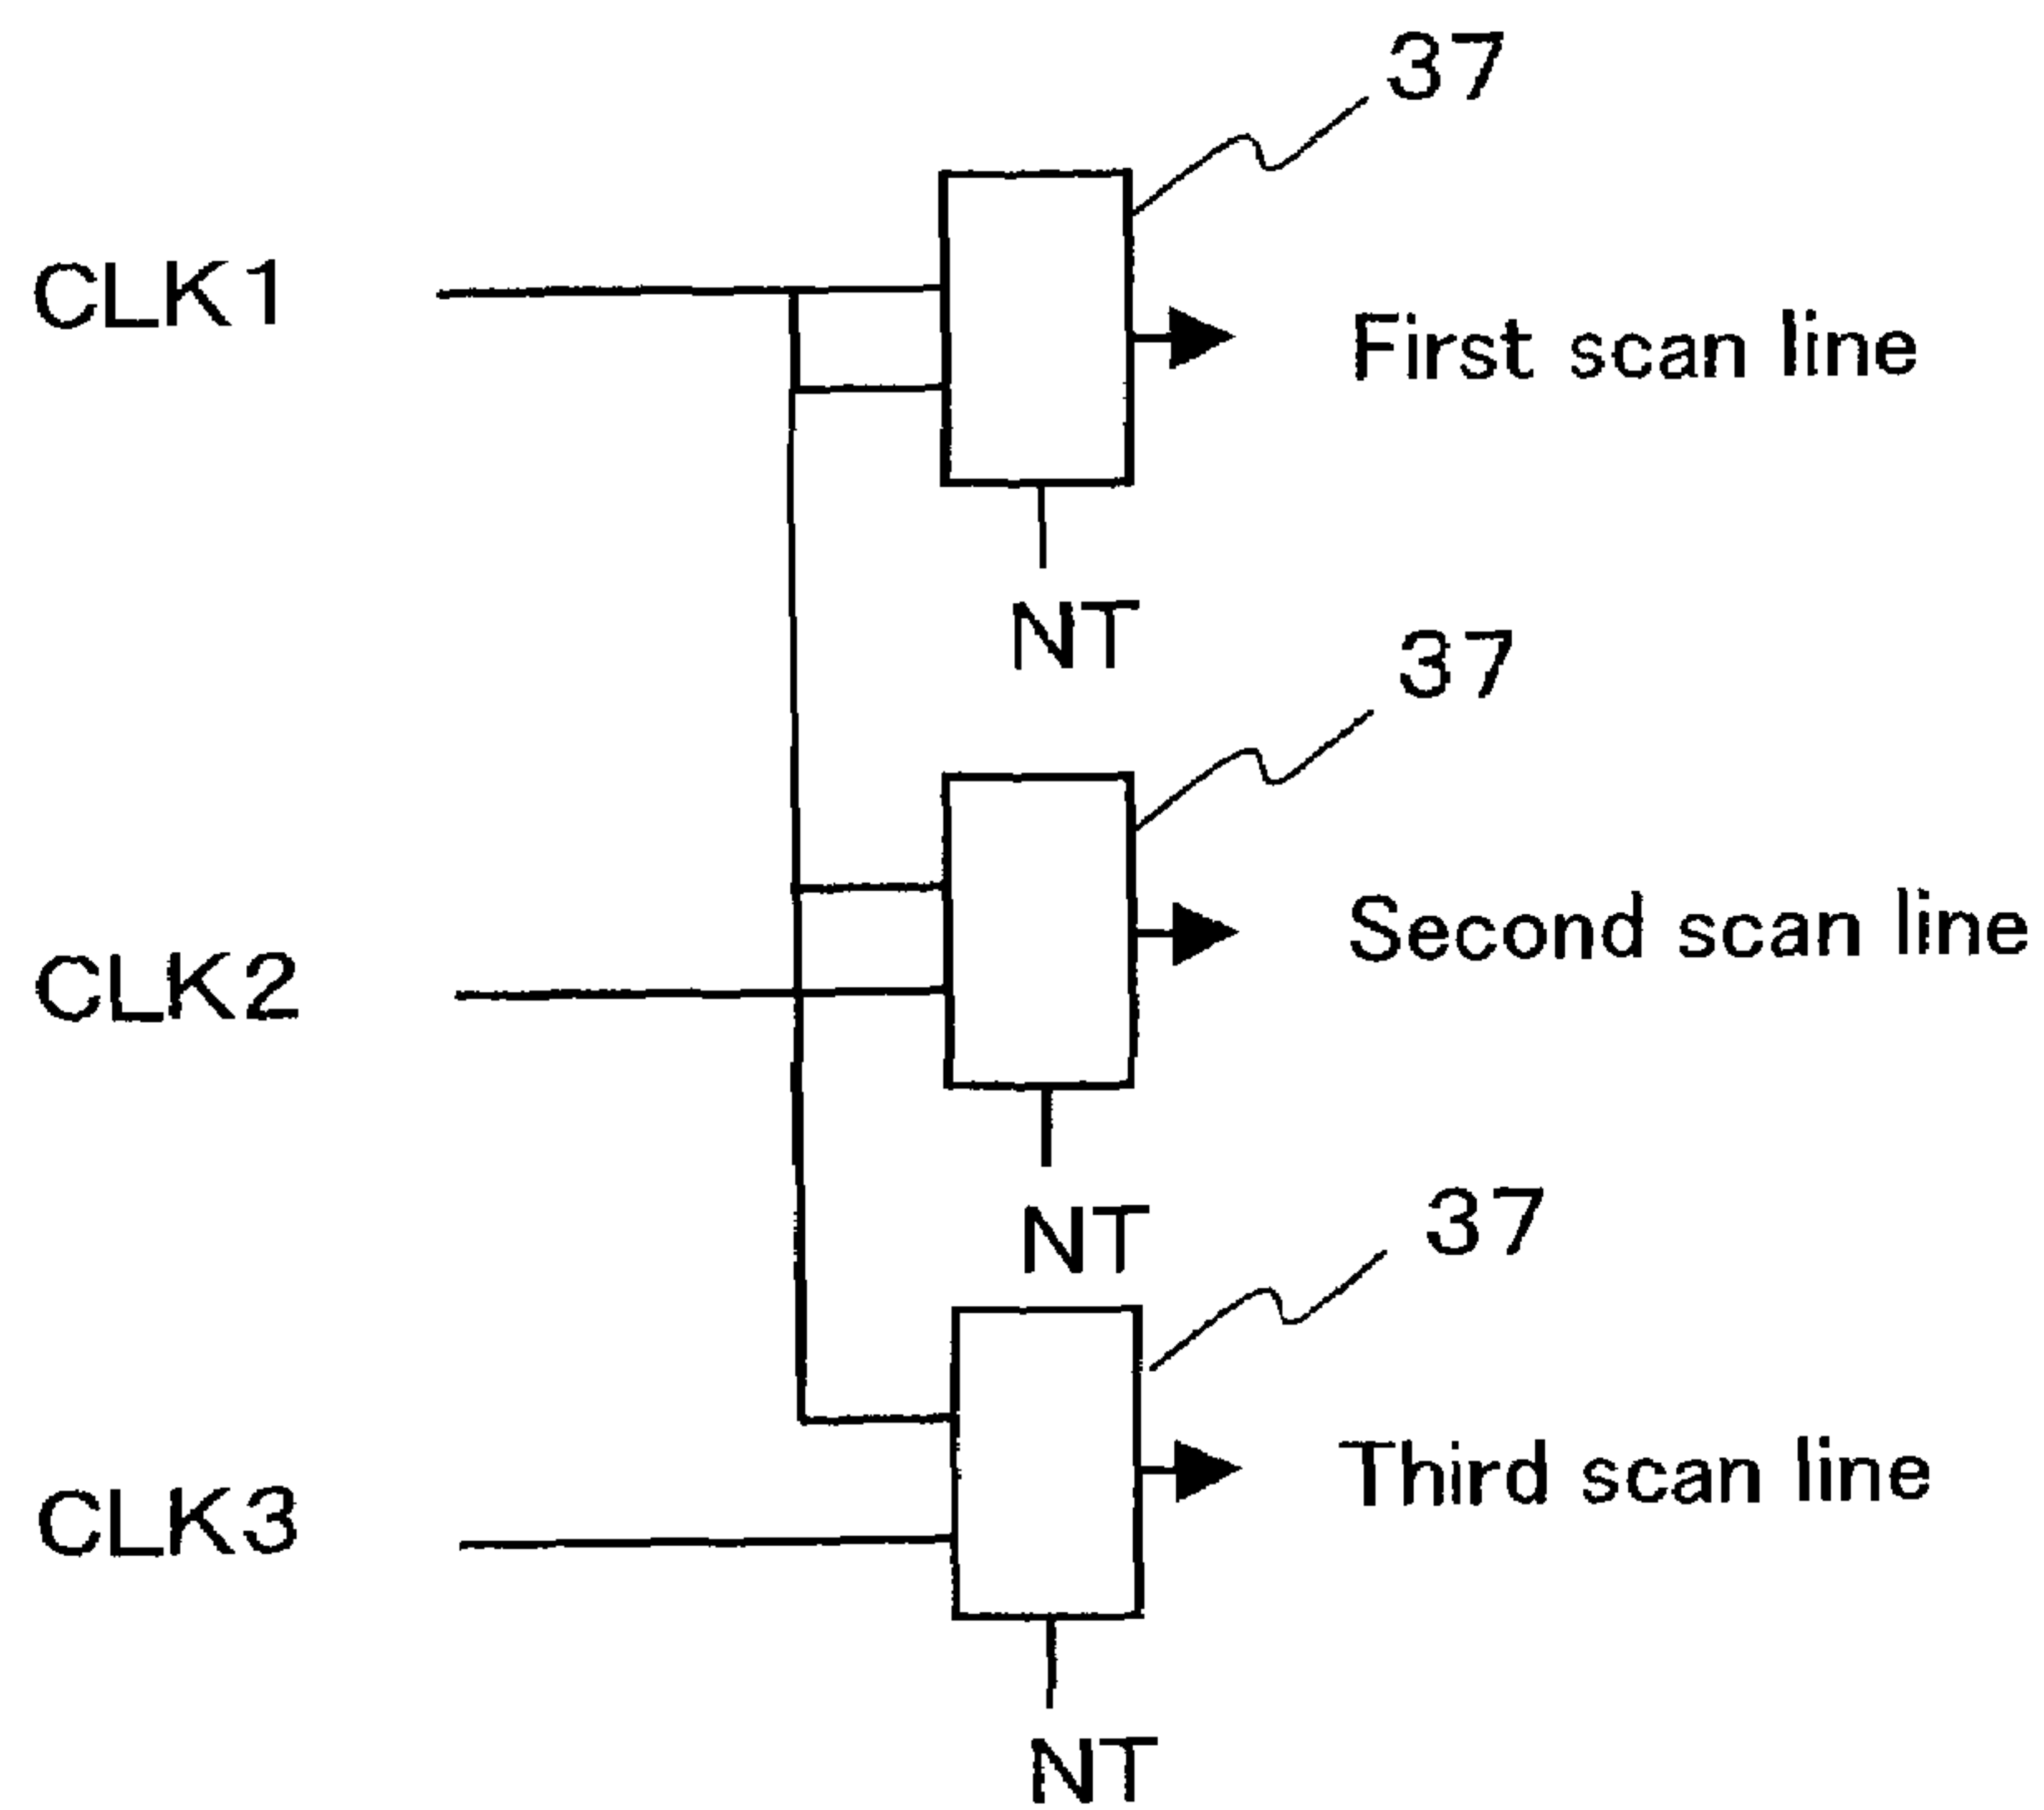 37
CLK1
First scan line
NT
37
Second scan line
CLK2
NT
37
Third scan line
CLK3
NT